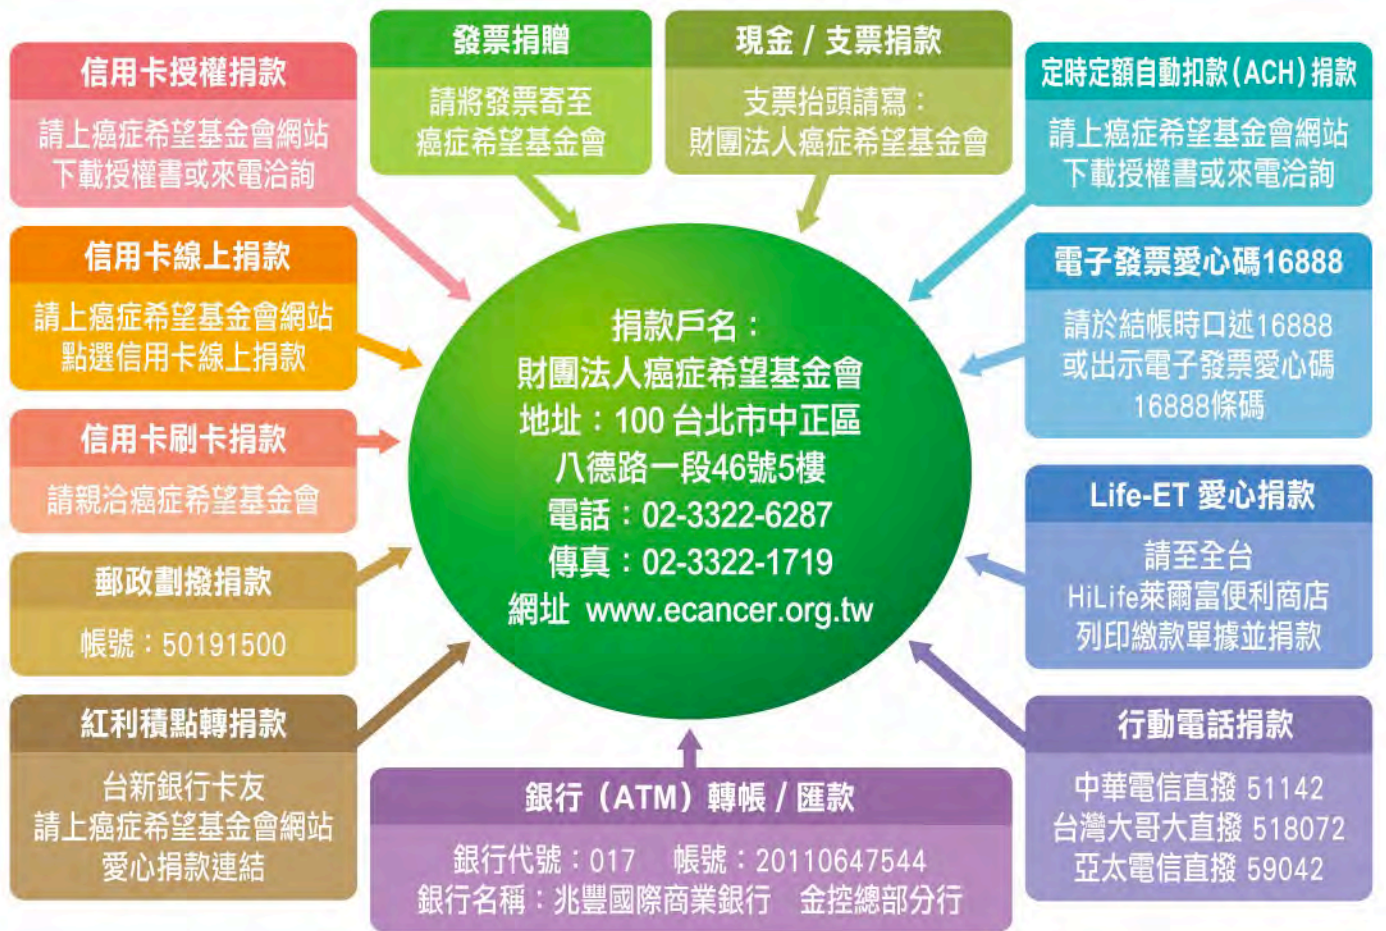 發票捐贈
請將發票寄至
癌症希望基金會
現金 / 支票捐款
支票抬頭請寫：
財團法人癌症希望基金會
信用卡授權捐款
請上癌症希望基金會網站
下載授權書或來電洽詢
定時定額自動扣款（ACH）捐款
請上癌症希望基金會網站
下載授權書或來電洽詢
信用卡線上捐款
請上癌症希望基金會網站
點選信用卡線上捐款
電子發票愛心碼16888
請於結帳時口述16888
或出示電子發票愛心碼
16888條碼
捐款戶名：
財團法人癌症希望基金會
地址：100 台北市中正區
八德路一段46號5樓
電話：02-3322-6287
傳真：02-3322-1719
網址 www.ecancer.org.tw
信用卡刷卡捐款
請親洽癌症希望基金會
Life-ET 愛心捐款
請至全台
HiLife萊爾富便利商店
列印繳款單據並捐款
郵政劃撥捐款
帳號：50191500
紅利積點轉捐款
台新銀行卡友
請上癌症希望基金會網站
愛心捐款連結
行動電話捐款
中華電信直撥 51142
台灣大哥大直撥 518072
亞太電信直撥 59042
銀行（ATM）轉帳 / 匯款
銀行代號：017 帳號：20110647544
銀行名稱：兆豐國際商業銀行 金控總部分行